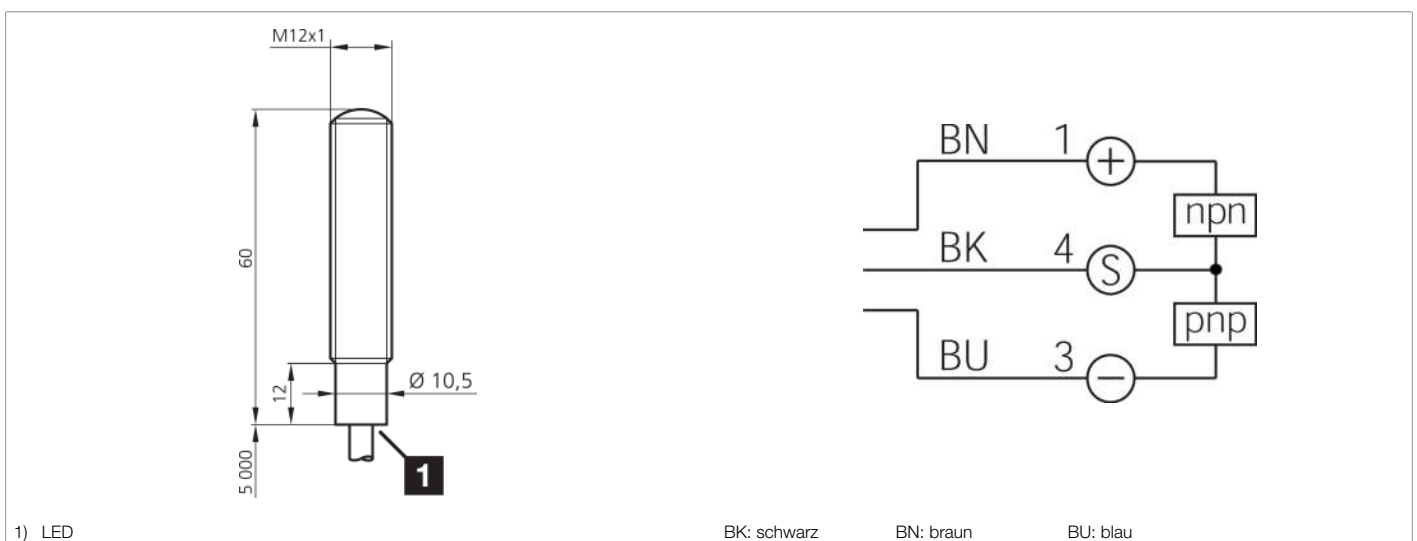 M12x1
60
12
Ø 10,5
5 000
1
BN 1 +
npn
BK 4 S
pnp
BU 3 −
1) LED
BK: schwarz BN: braun BU: blau